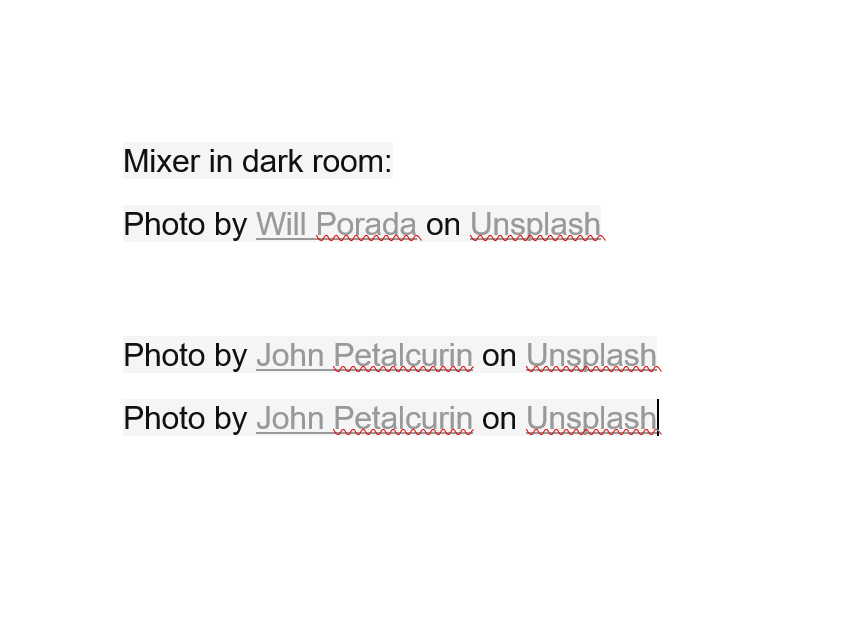 Mixer in dark room:
Photo by Will Porada on Unsplash
Photo by John Petalcurin on Unsplash
Photo by John Petalcurin on Unsplash